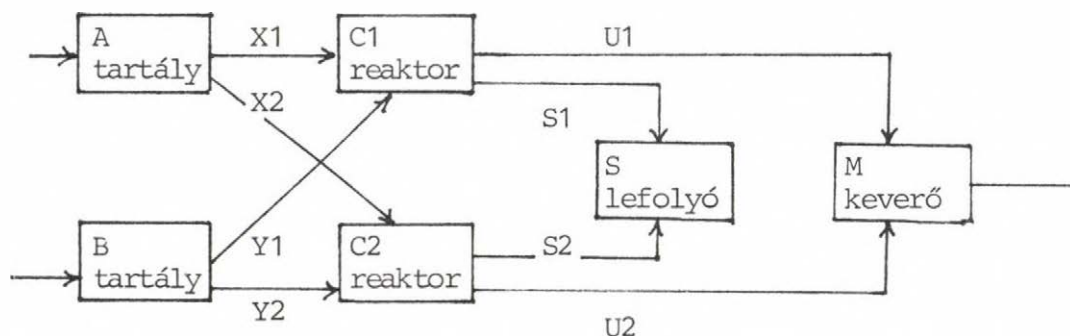 A
tartály
X1
C1
reaktor
U1
X2
S1
S
lefolyó
M
keverő
B
tartály
Y1
C2
reaktor
S2
Y2
U2